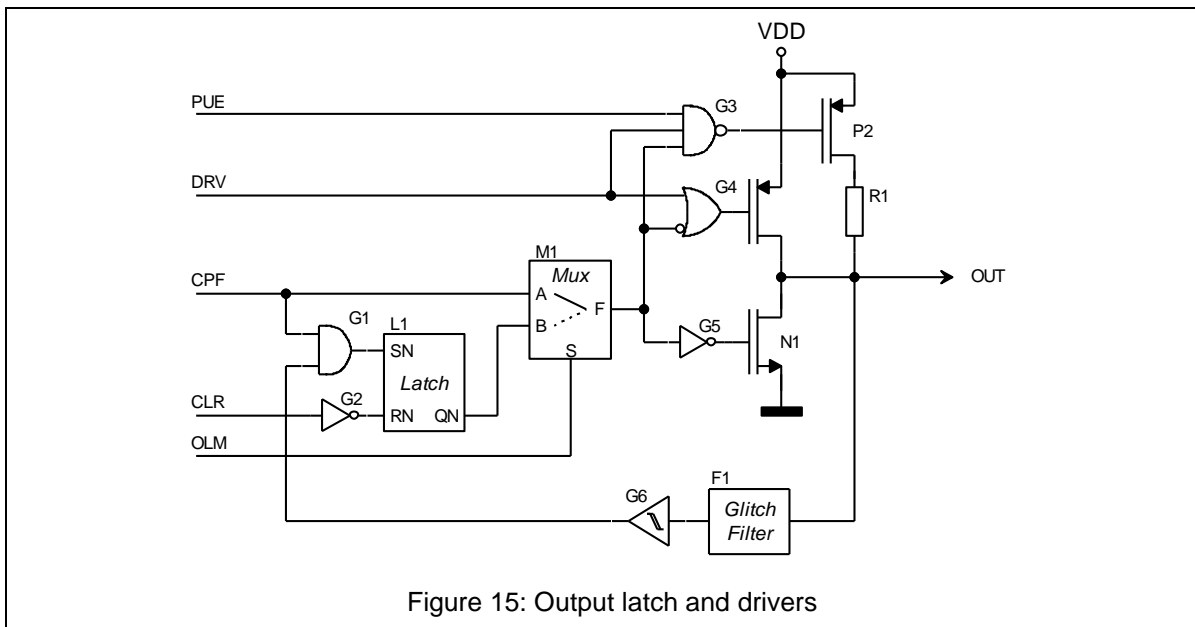 VDD
PUE
G3
P2
DRV
G4
R1
M1
Mux
CPF
A
F
OUT
G1
L1
B
G5
SN
S
N1
Latch
CLR
G2
RN
QN
OLM
F1
G6
Glitch
Filter
Figure 15: Output latch and drivers